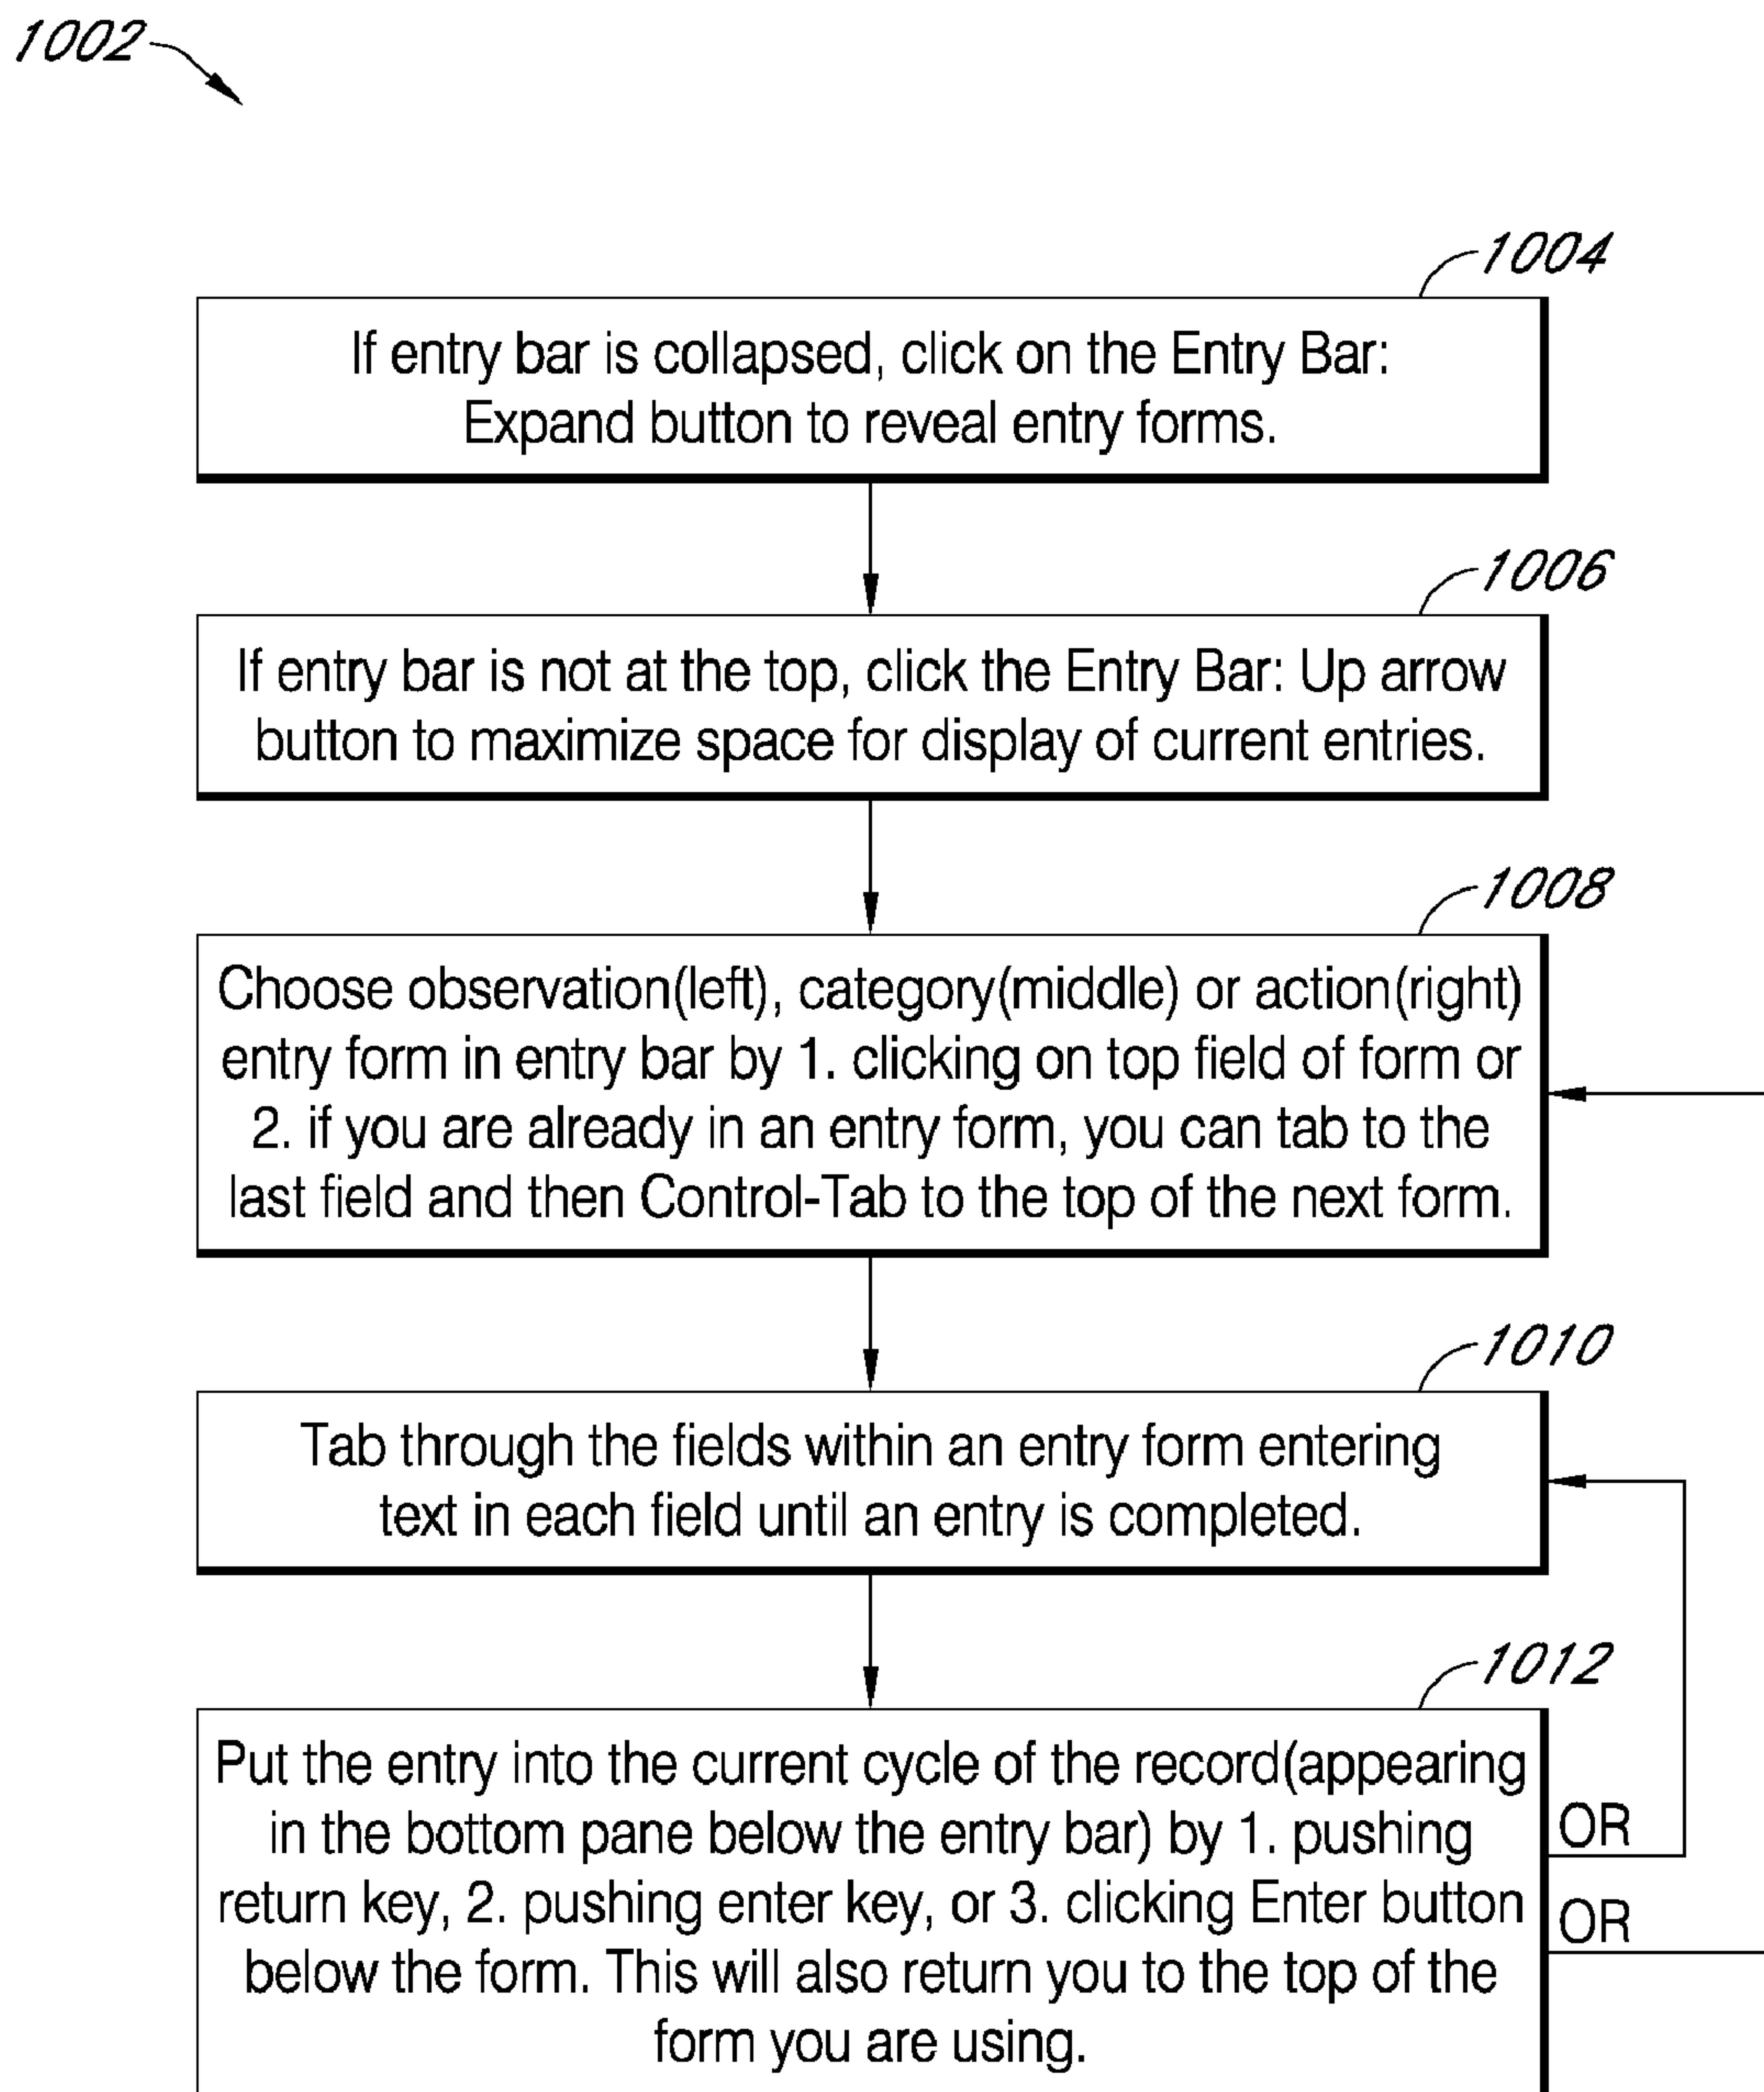 1002
1004
If entry bar is collapsed, click on the Entry Bar:
Expand button to reveal entry forms.
1006
If entry bar is not at the top, click the Entry Bar: Up arrow
button to maximize space for display of current entries.
1008
Choose observation(left), category(middle) or action(right)
entry form in entry bar by 1. clicking on top field of form or
2. if you are already in an entry form, you can tab to the
last field and then Control-Tab to the top of the next form.
1010
Tab through the fields within an entry form entering
text in each field until an entry is completed.
1012
Put the entry into the current cycle of the record(appearing
in the bottom pane below the entry bar) by 1. pushing
return key, 2. pushing enter key, or 3. clicking Enter button
below the form. This will also return you to the top of the
form you are using.
OR
OR